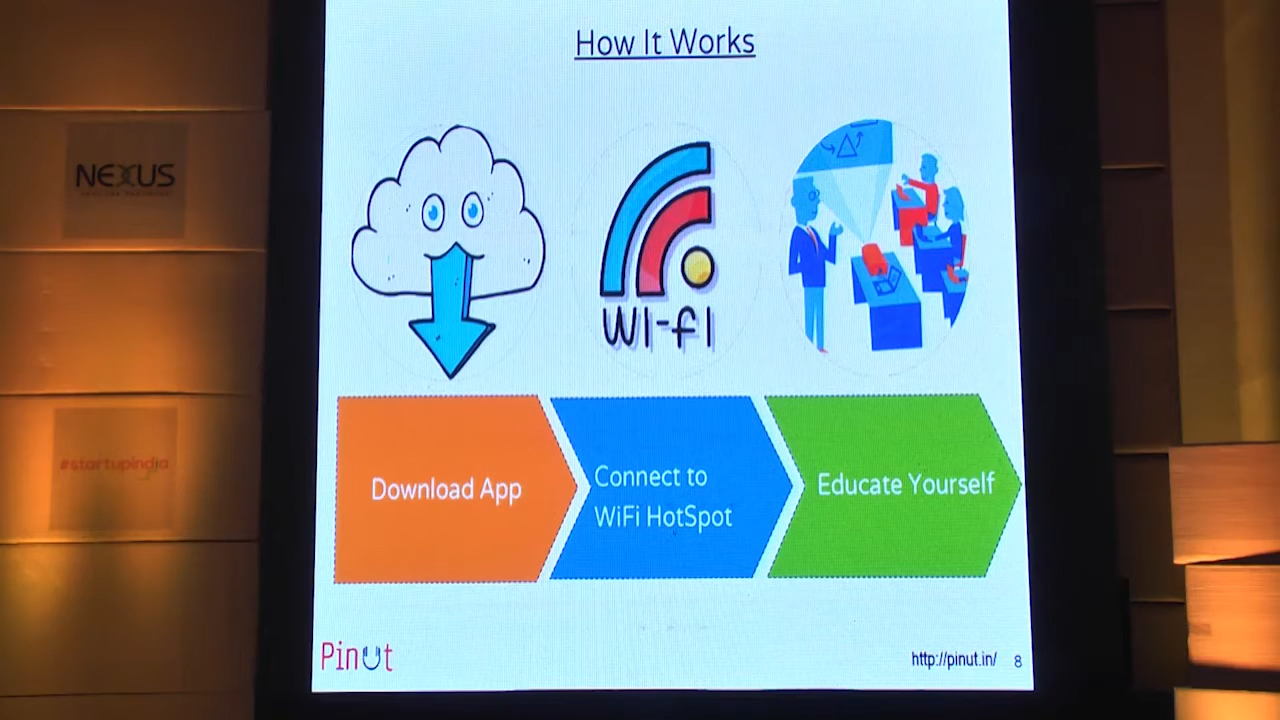 How It Works
NEXUS
WI-fI
#startupindia
Download App
Connect to
WiFi HotSpot
Educate Yourself
Pinut
http://pinut.in/
8